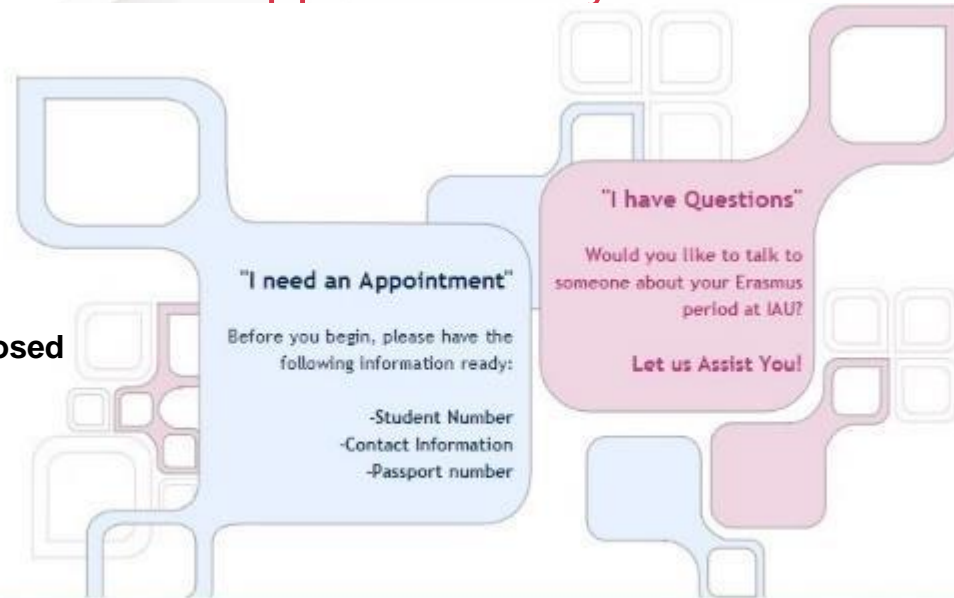 "I need an Appointment"
Before you begin, please have the
following information ready:
-Student Number
-Contact Information
-Passport number
"I have Questions"
Would you like to talk to
someone about your Erasmus
period at IAU?
Let us Assist You!